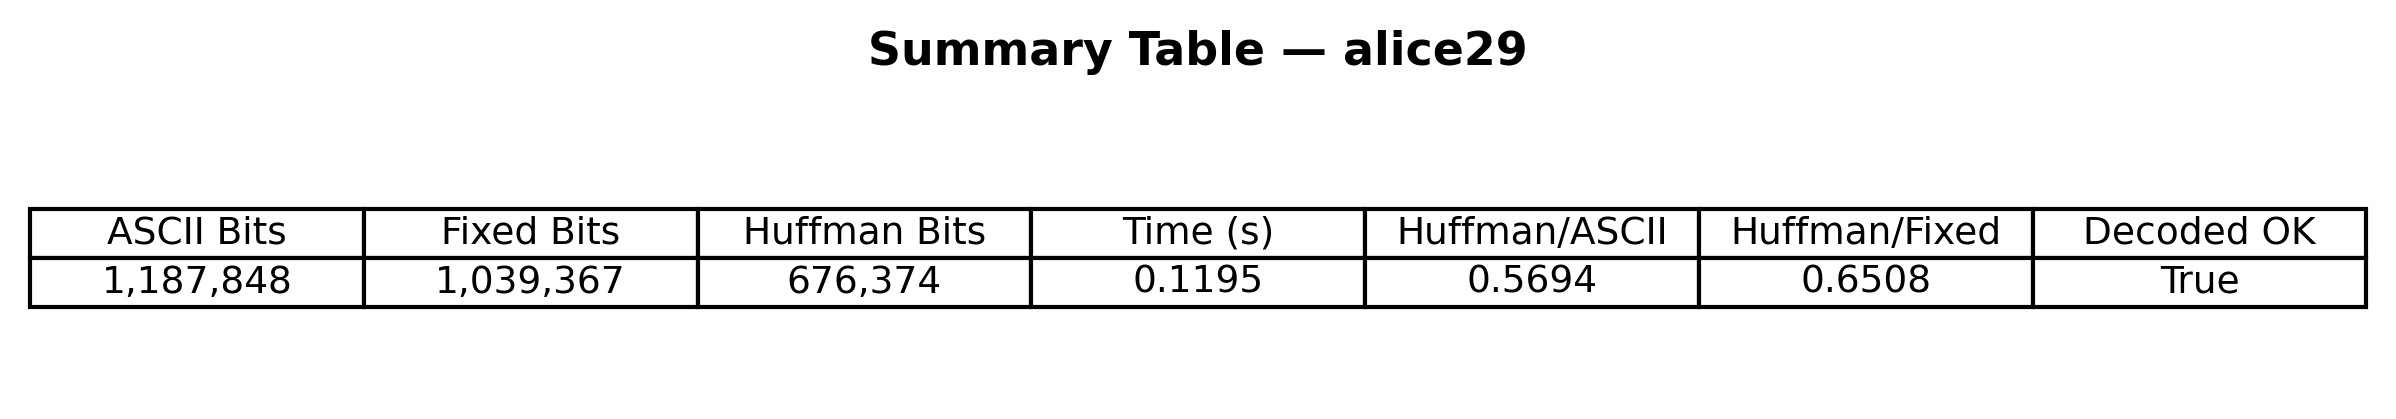 Summary Table — alice29
ASCII Bits Fixed Bits Huffman Bits Time (s) Huffman/ASCII Huffman/Fixed Decoded OK
1,187,848 1,039,367 676,374 0.1195 0.5694 0.6508 True